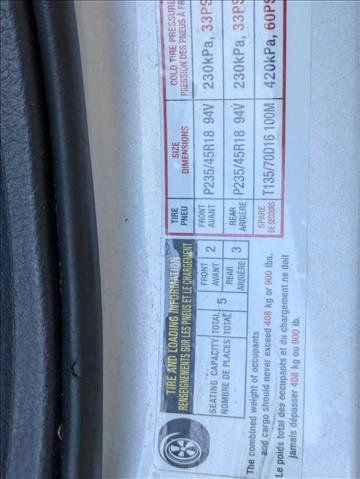 TIRE AND LOADING INFORMATION
RENSEIGNEMENTS SUR LES PNEUS ET LE CHARGEMENT
SEATING CAPACITY TOTAL 5 FRONT 2 REAR 3
NOMBRE DE PLACES TOTAL AVANT ARRIÈRE
The combined weight of occupants
and cargo should never exceed 408 kg or 900 lbs.
Le poids total des occupants et du chargement ne doit
jamais dépasser 408 kg ou 900 lb.
TIRE SIZE COLD TIRE PRESSURE
PNEU DIMENSIONS PRESSION DES PNEUS À
FRONT P235/45R18 94V 230kPa, 33PS
AVANT
REAR P235/45R18 94V 230kPa, 33PS
ARRIÈRE
SPARE T135/70D16 100M 420kPa, 60PS
DE SECOURS